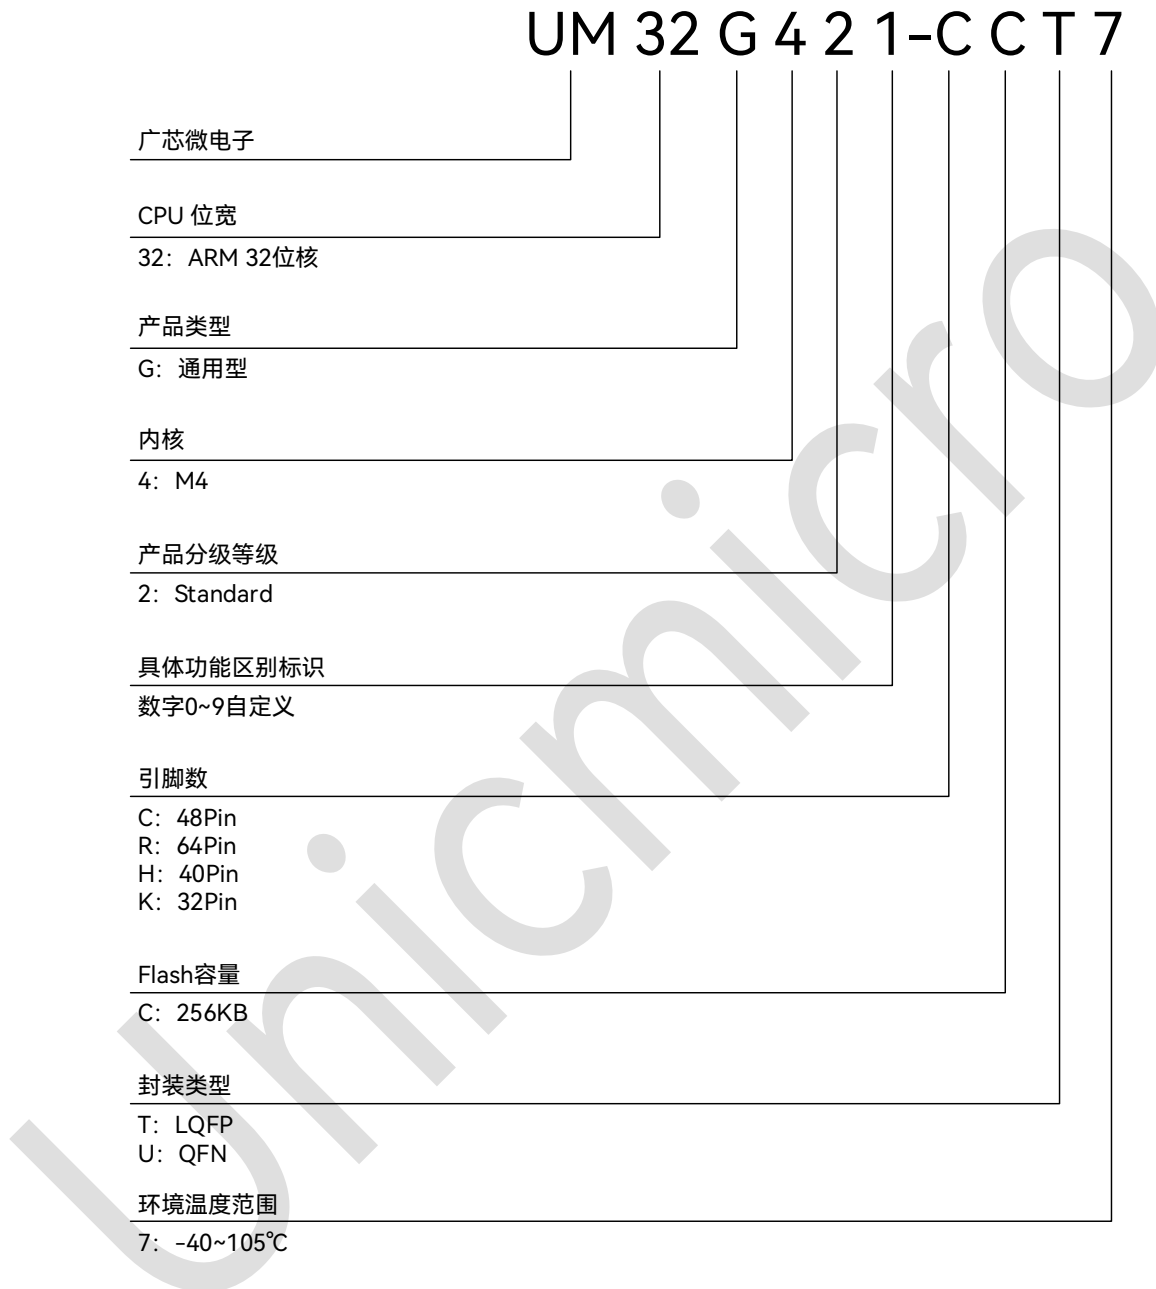 UM 32 G 4 2 1-C C T 7
广芯微电子
CPU 位宽
32：ARM 32位核
产品类型
G：通用型
内核
4：M4
产品分级等级
2：Standard
具体功能区别标识
数字0~9自定义
引脚数
C：48Pin
R：64Pin
H：40Pin
K：32Pin
Flash容量
C：256KB
封装类型
T：LQFP
U：QFN
环境温度范围
7：-40~105℃
Unicmicro